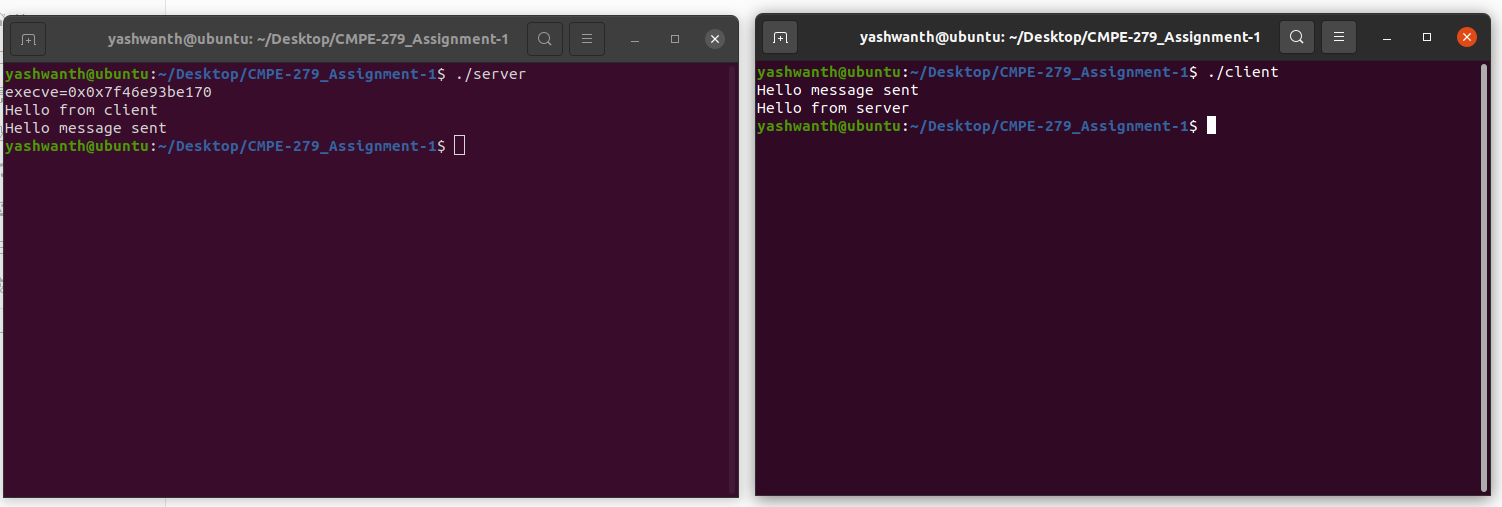 yashwanth@ubuntu: ~/Desktop/CMPE-279_Assignment-1
yashwanth@ubuntu:~/Desktop/CMPE-279_Assignment-1$ ./server
execve=0x0x7f46e93be170
Hello from client
Hello message sent
yashwanth@ubuntu:~/Desktop/CMPE-279_Assignment-1$
yashwanth@ubuntu: ~/Desktop/CMPE-279_Assignment-1
yashwanth@ubuntu:~/Desktop/CMPE-279_Assignment-1$ ./client
Hello message sent
Hello from server
yashwanth@ubuntu:~/Desktop/CMPE-279_Assignment-1$